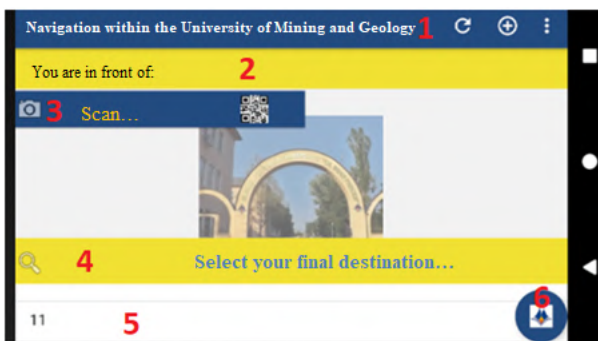 Navigation within the University of Mining and Geology 1
You are in front of: 2
3 Scan...
4 Select your final destination...
6
11 5